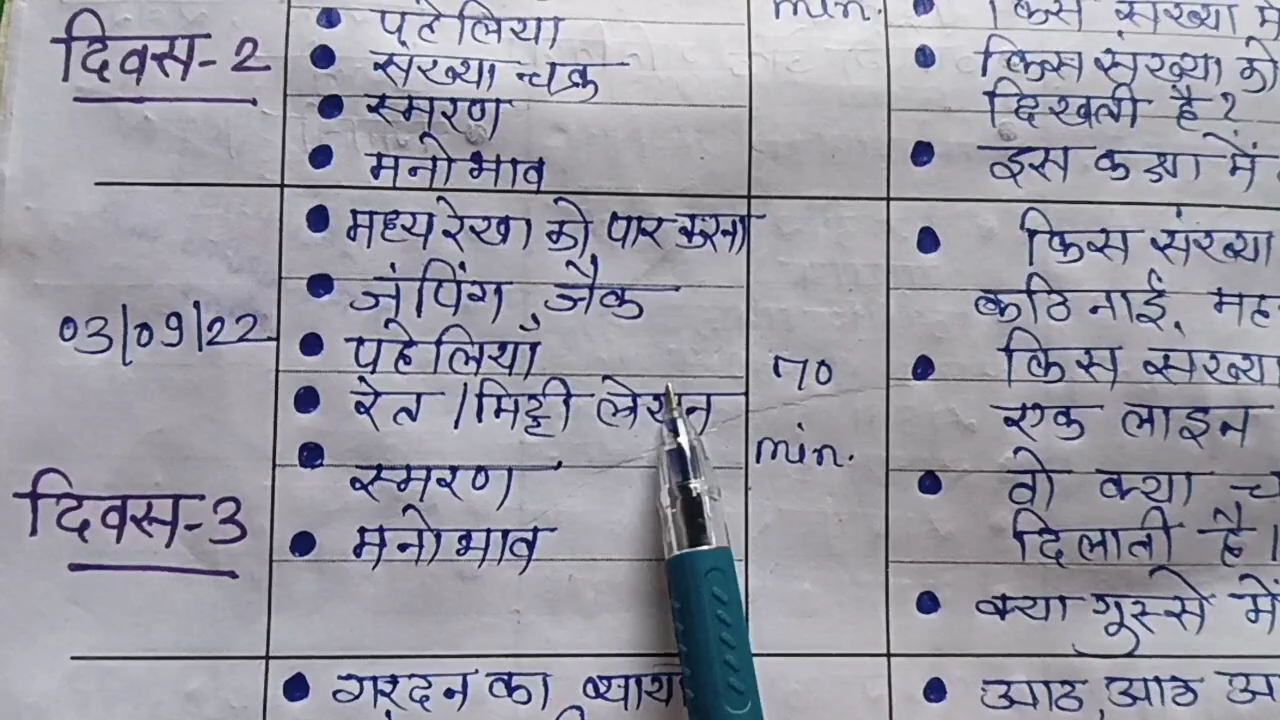 min.
पहेलियाँ
संख्या चक्र
स्मरण
मनोभाव
दिवस-2
किस संख्या में
किस संख्या को
दिखती है?
इस कक्षा में
03/09/22
दिवस-3
मध्य रेखा को पार करना
जंपिंग जैक
पहेलियाँ
रेत / मिट्टी लेखन
स्मरण
मनोभाव
70
min.
किस संख्या
कठिनाई मह
किस संख्या
एक लाइन
वो क्या च
दिलाती है।
क्या गुस्से में
गरदन का व्याया
आठ, आठ अ